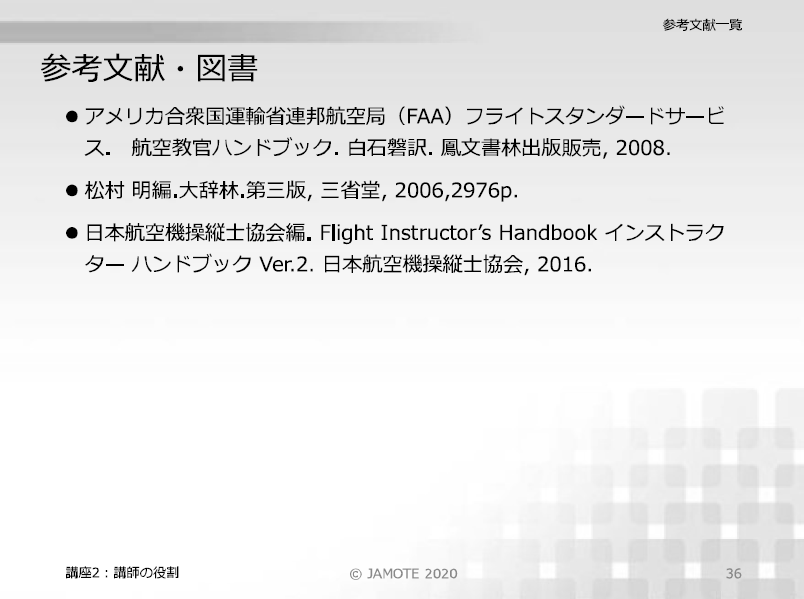 参考文献一覧
参考文献・図書
● アメリカ合衆国運輸省連邦航空局（FAA）フライトスタンダードサービ
ス． 航空教官ハンドブック. 白石磐訳. 鳳文書林出版販売, 2008.
● 松村 明編.大辞林.第三版, 三省堂, 2006,2976p.
● 日本航空機操縦士協会編. Flight Instructor’s Handbook インストラク
ター ハンドブック Ver.2. 日本航空機操縦士協会, 2016.
講座2：講師の役割
© JAMOTE 2020
36